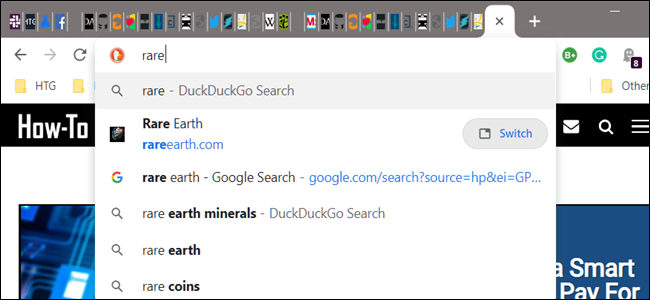 rare
HTG
Other
8
B+
G
How-To
rare - DuckDuckGo Search
Rare Earth
rareearth.com
Switch
rare earth - Google Search - google.com/search?source=hp&ei=GP...
rare earth minerals - DuckDuckGo Search
rare earth
rare coins
a Smart
Pay For